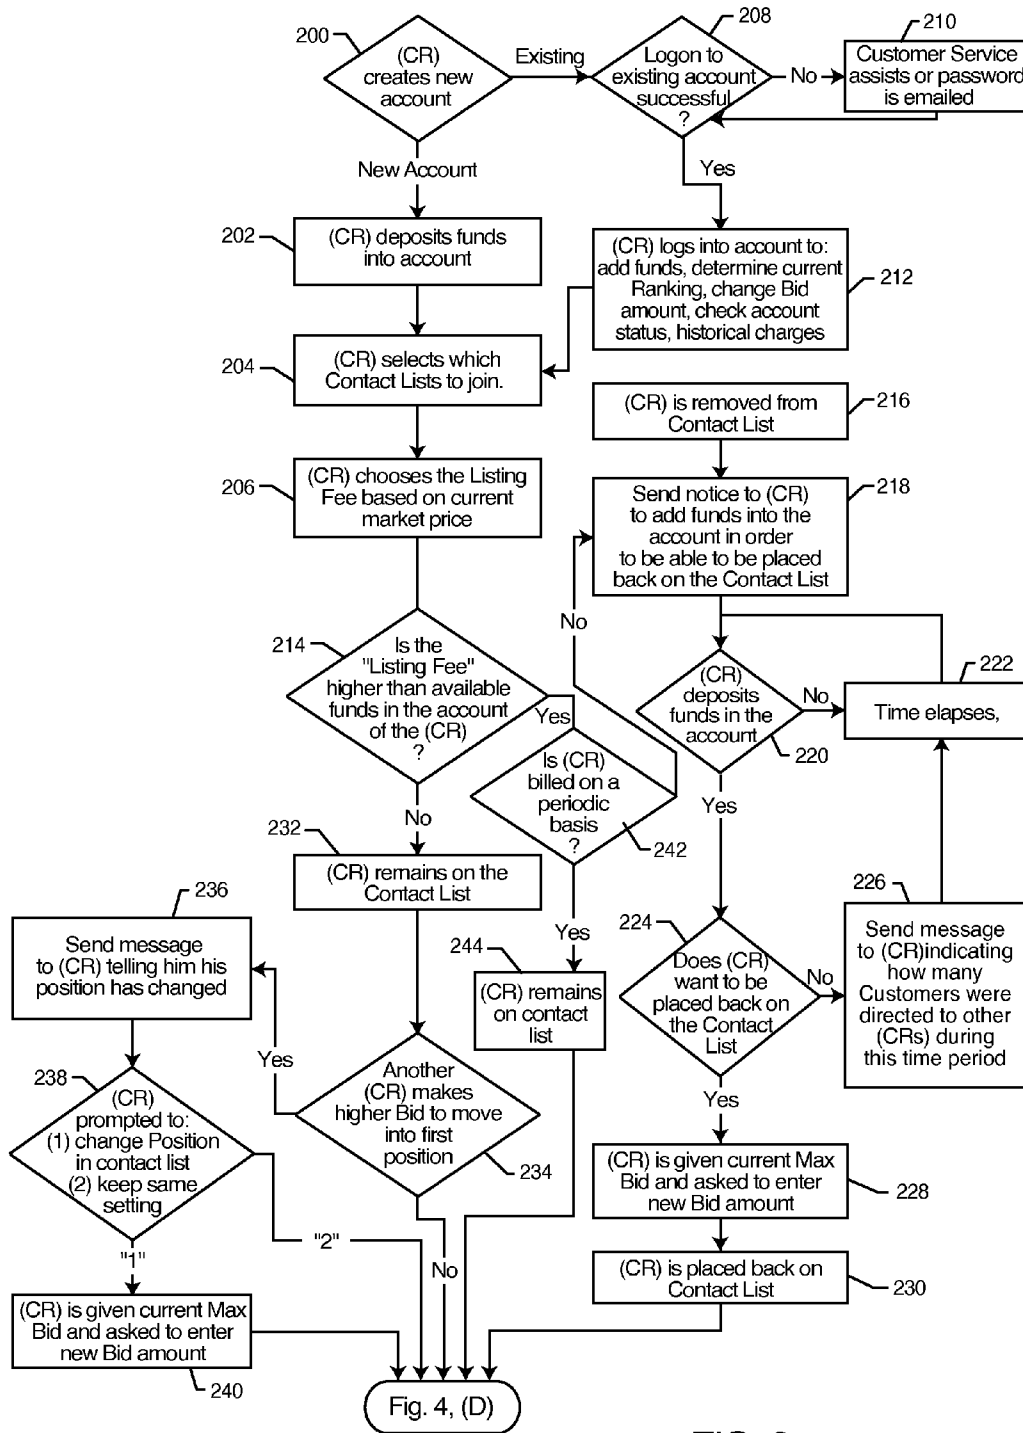 200
(CR)
creates new
account
Existing
208
Logon to
existing account
successful
?
No
210
Customer Service
assists or password
is emailed
New Account
Yes
202
(CR) deposits funds
into account
(CR) logs into account to:
add funds, determine current
Ranking, change Bid
amount, check account
status, historical charges
212
204
(CR) selects which
Contact Lists to join.
(CR) is removed from
Contact List
216
206
(CR) chooses the Listing
Fee based on current
market price
Send notice to (CR)
to add funds into the
account in order
to be able to be placed
back on the Contact List
218
No
214
Is the
"Listing Fee"
higher than available
funds in the account
of the (CR)
?
Yes
(CR)
deposits
funds in the
account
220
No
222
Time elapses,
Is (CR)
billed on a
periodic
basis
?
242
Yes
No
232
(CR) remains on the
Contact List
236
Send message
to (CR) telling him his
position has changed
Yes
244
(CR) remains
on contact
list
224
Does (CR)
want to be
placed back on
the Contact
List
No
226
Send message
to (CR)indicating
how many
Customers were
directed to other
(CRs) during
this time period
Yes
238
(CR)
prompted to:
(1) change Position
in contact list
(2) keep same
setting
Another
(CR) makes
higher Bid to move
into first
position
234
Yes
(CR) is given current Max
Bid and asked to enter
new Bid amount
228
"1"
"2"
No
(CR) is placed back on
Contact List
230
(CR) is given current Max
Bid and asked to enter
new Bid amount
240
Fig. 4, (D)